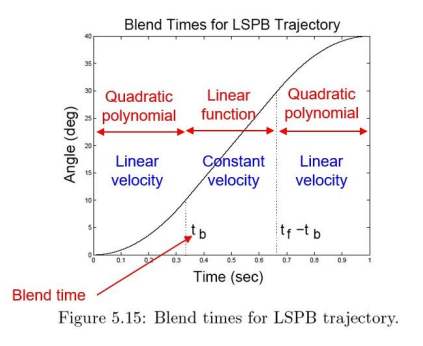 Blend Times for LSPB Trajectory
40
35
30
25
20
15
10
5
0
Angle (deg)
Quadratic
polynomial
Linear
function
Quadratic
polynomial
Linear
velocity
Constant
velocity
Linear
velocity
t b
t f – t b
0 0.1 0.2 0.3 0.4 0.5 0.6 0.7 0.8 0.9 1
Time (sec)
Blend time
Figure 5.15: Blend times for LSPB trajectory.